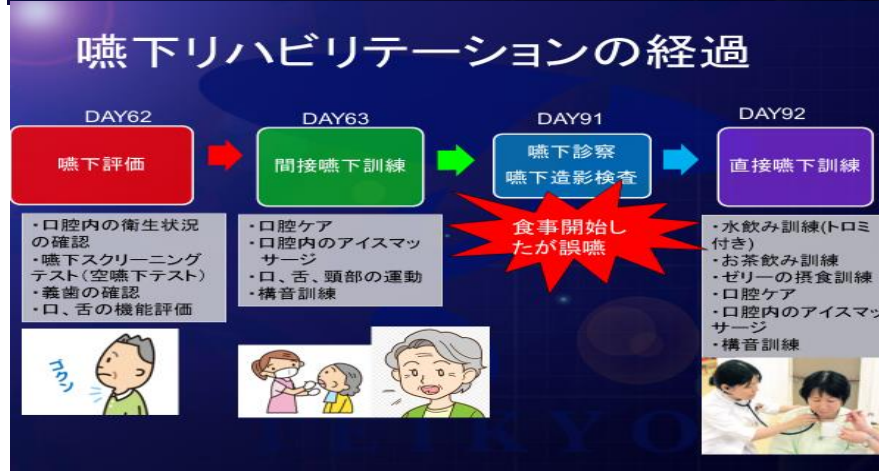 嚥下リハビリテーションの経過
DAY62
嚥下評価
・口腔内の衛生状況
の確認
・嚥下スクリーニング
テスト(空嚥下テスト)
・義歯の確認
・口、舌の機能評価
ゴクン
DAY63
間接嚥下訓練
・口腔ケア
・口腔内のアイスマッ
サージ
・口、舌、頸部の運動
・構音訓練
DAY91
嚥下診察
嚥下造影検査
食事開始し
たが誤嚥
DAY92
直接嚥下訓練
・水飲み訓練(トロミ
付き)
・お茶飲み訓練
・ゼリーの摂食訓練
・口腔ケア
・口腔内のアイスマッ
サージ
・構音訓練